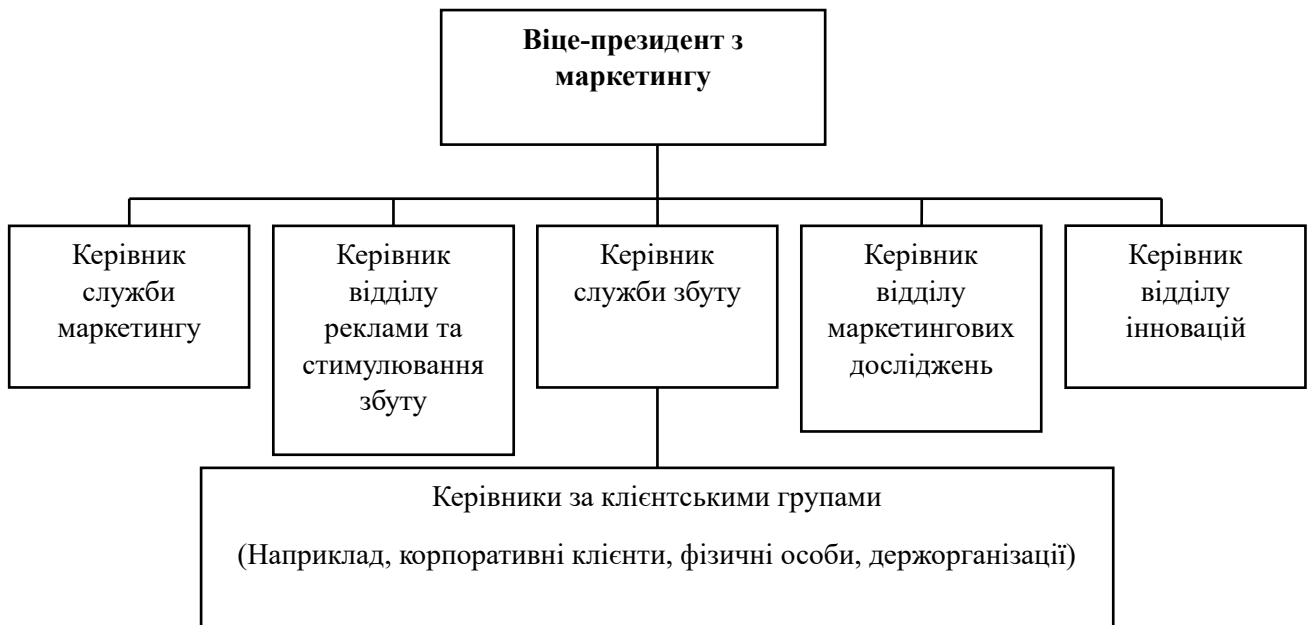 Віце-президент з
маркетингу
Керівник
служби
маркетингу
Керівник
відділу
реклами та
стимулювання
збуту
Керівник
служби збуту
Керівник
відділу
маркетингових
досліджень
Керівник
відділу
інновацій
Керівники за клієнтськими групами
(Наприклад, корпоративні клієнти, фізичні особи, держорганізації)